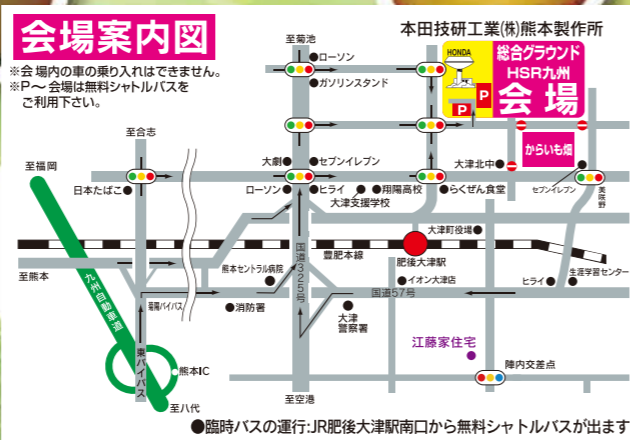 会場案内図
※会場内の車の乗り入れはできません。
※P～会場は無料シャトルバスを
ご利用下さい。
本田技研工業(株)熊本製作所
HONDA
総合グラウンド
HSR九州
会場
P
P
からいも畑
至菊池
ローソン
ガソリンスタンド
至合志
至福岡
日本たばこ
大劇
セブンイレブン
ローソン
ヒライ
翔陽高校
らくぜん食堂
大津支援学校
大津北中
セブンイレブン
美咲野
大津町役場
豊肥本線
肥後大津駅
至熊本
国道325号
熊本セントラル病院
イオン大津店
ヒライ
生涯学習センター
国道57号
九州自動車道
消防署
大津
警察署
東バイパス
熊本IC
江藤家住宅
陣内交差点
至八代
至空港
●臨時バスの運行:JR肥後大津駅南口から無料シャトルバスが出ます